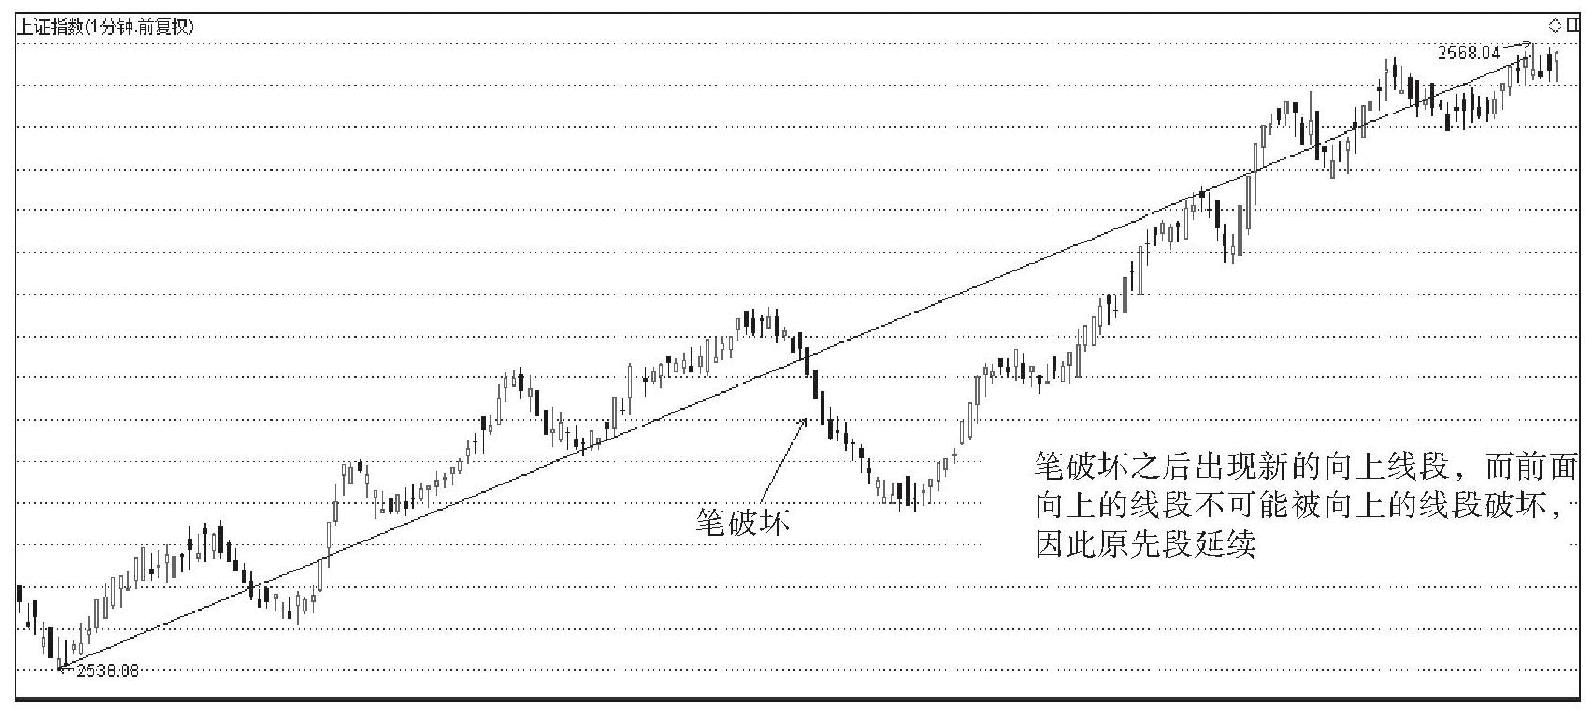 上证指数(1分钟.前复权)
2568.04
笔破坏之后出现新的向上线段，而前面
向上的线段不可能被向上的线段破坏，
因此原先段延续
笔破坏
2536.08